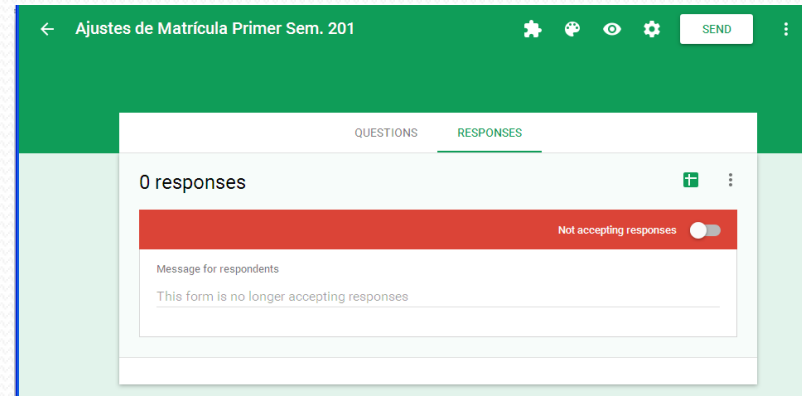 Ajustes de Matrícula Primer Sem. 201
SEND
QUESTIONS RESPONSES
0 responses
Not accepting responses
Message for respondents
This form is no longer accepting responses